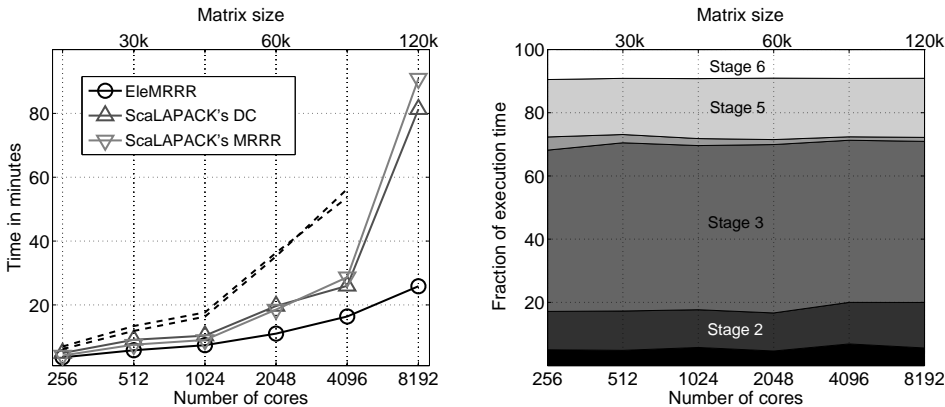 Matrix size
30k 60k 120k
EleMRRR
ScaLAPACK's DC
ScaLAPACK's MRRR
Time in minutes
80
60
40
20
256 512 1024 2048 4096 8192
Number of cores
Matrix size
30k 60k 120k
Fraction of execution time
100
80
60
40
20
Stage 6
Stage 5
Stage 3
Stage 2
256 512 1024 2048 4096 8192
Number of cores